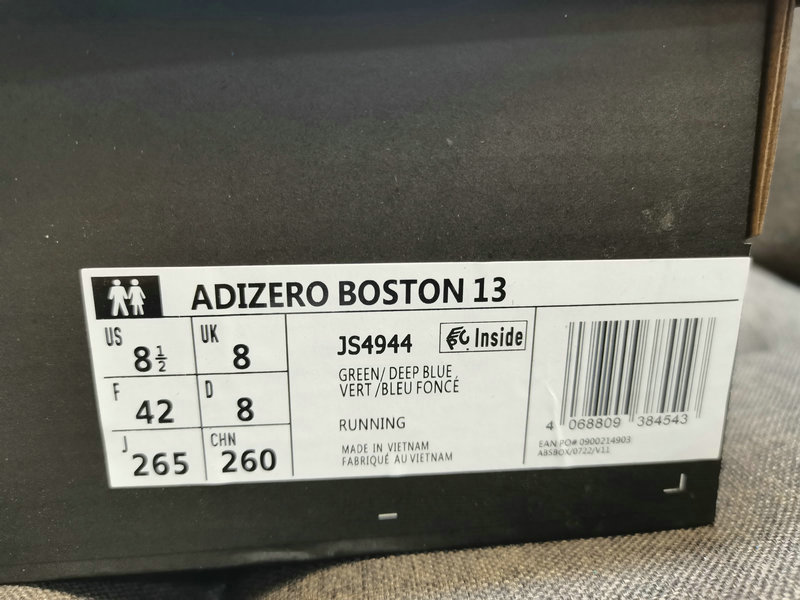 ADIZERO BOSTON 13
US 8½ UK 8
F 42 D 8
J 265 CHN 260
JS4944 Inside
GREEN/ DEEP BLUE
VERT /BLEU FONCÉ
RUNNING
MADE IN VIETNAM
FABRIQUÉ AU VIETNAM
4 068809 384543
EAN.PO# 0900214903
ABSBOX/0722/V11